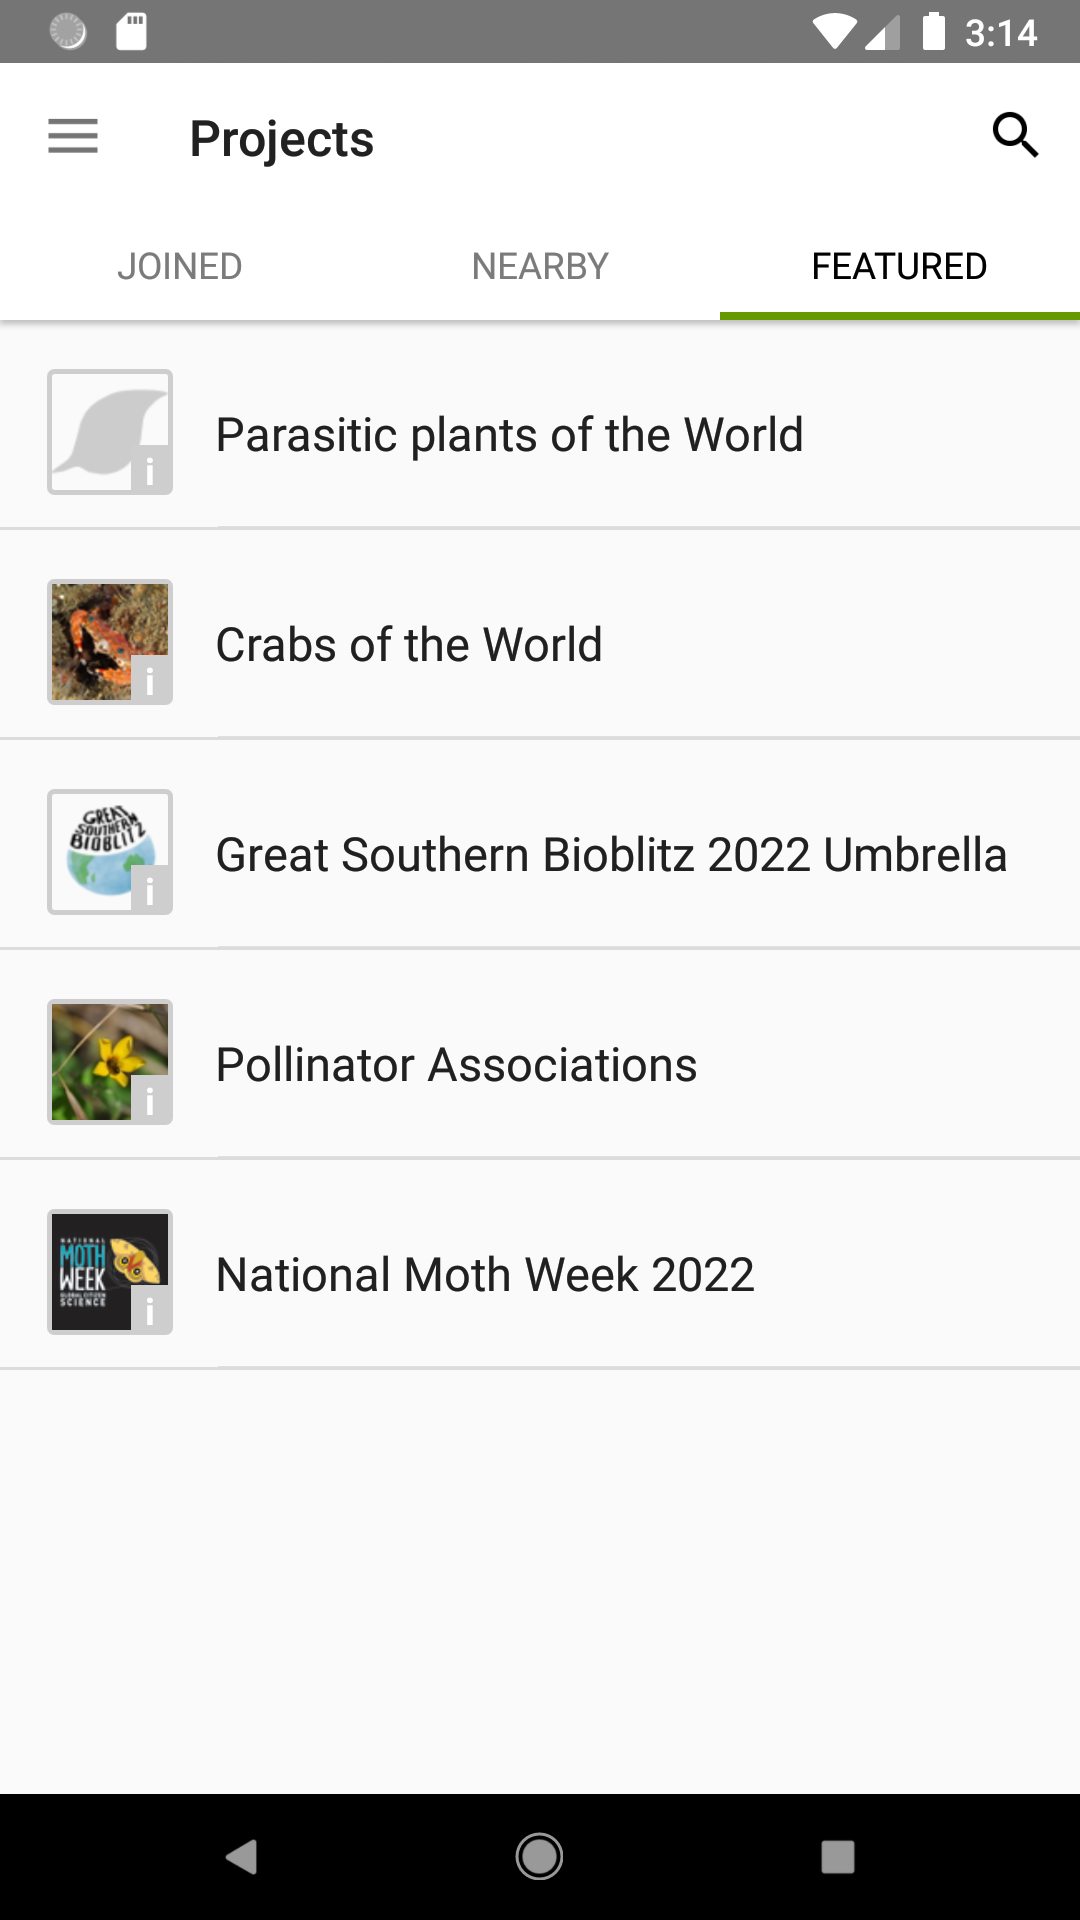 3:14
Projects
JOINED
NEARBY
FEATURED
i
Parasitic plants of the World
i
Crabs of the World
GREAT
SOUTHERN
BIOBLITZ
i
Great Southern Bioblitz 2022 Umbrella
i
Pollinator Associations
NATIONAL
MOTH
WEEK
GLOBAL CITIZEN
SCIENCE
i
National Moth Week 2022